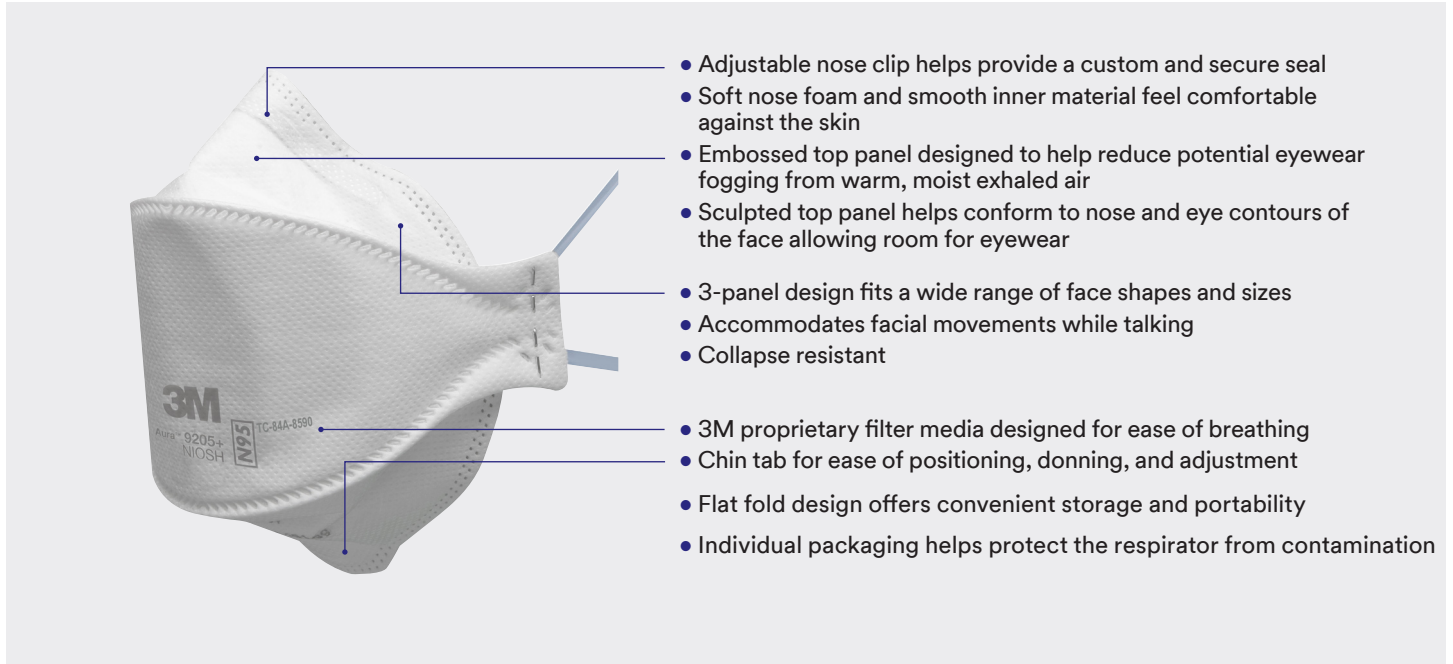 • Adjustable nose clip helps provide a custom and secure seal
• Soft nose foam and smooth inner material feel comfortable
against the skin
• Embossed top panel designed to help reduce potential eyewear
fogging from warm, moist exhaled air
• Sculpted top panel helps conform to nose and eye contours of
the face allowing room for eyewear
• 3-panel design fits a wide range of face shapes and sizes
• Accommodates facial movements while talking
• Collapse resistant
3M
Aura™ 9205+
NIOSH
N95
TC-84A-8590
• 3M proprietary filter media designed for ease of breathing
• Chin tab for ease of positioning, donning, and adjustment
• Flat fold design offers convenient storage and portability
• Individual packaging helps protect the respirator from contamination